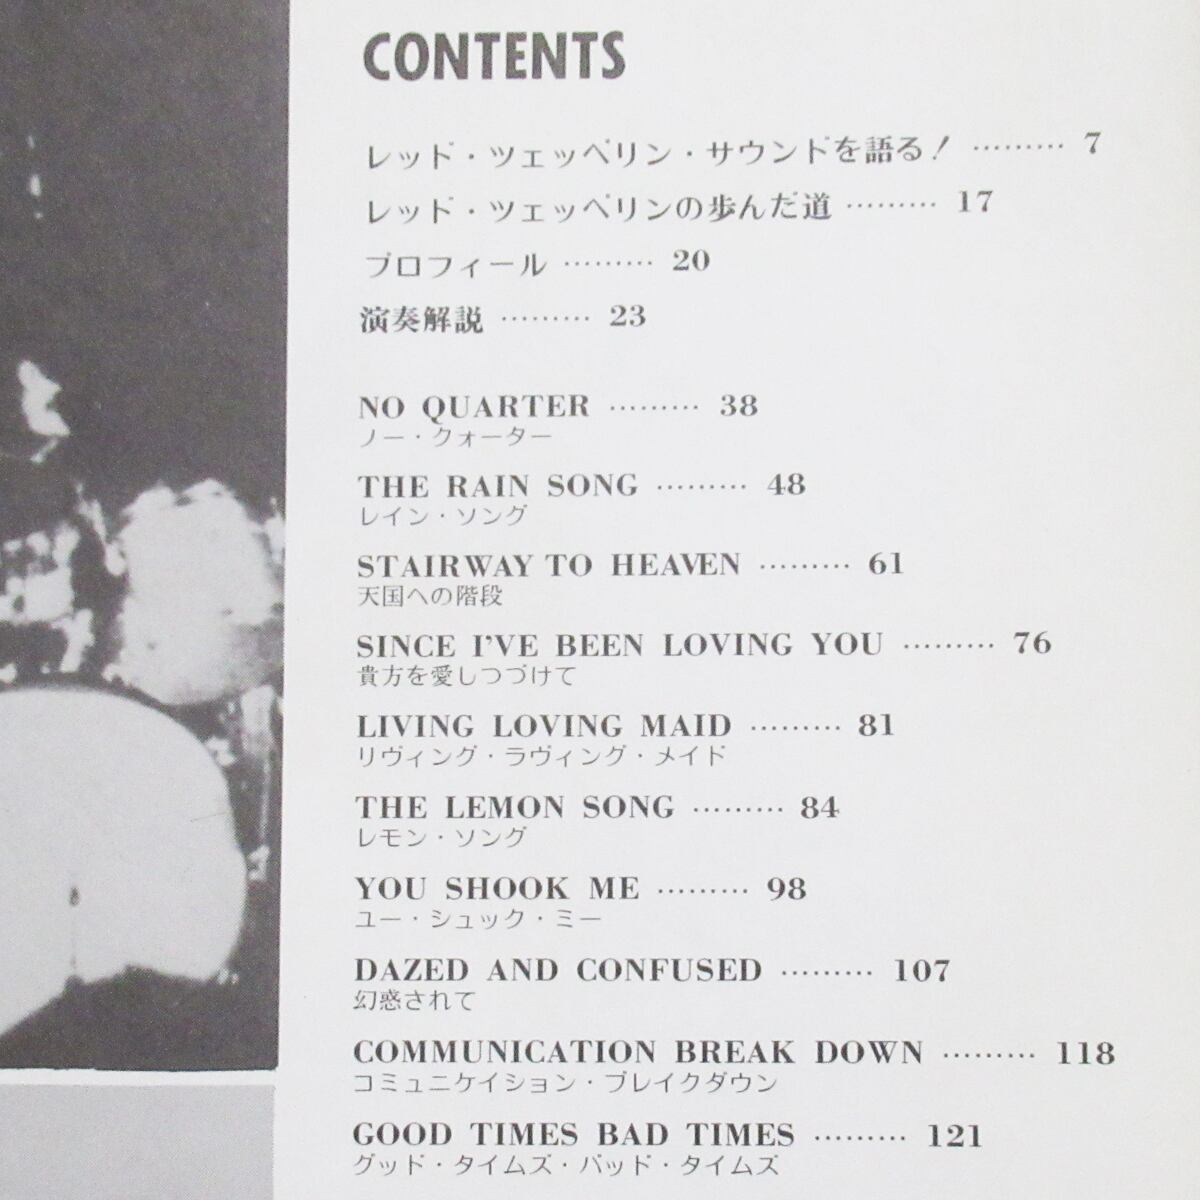 CONTENTS
レッド・ツェッペリン・サウンドを語る! ……… 7
レッド・ツェッペリンの歩んだ道 ……… 17
プロフィール ……… 20
演奏解説 ……… 23
NO QUARTER ……… 38
ノー・クォーター
THE RAIN SONG ……… 48
レイン・ソング
STAIRWAY TO HEAVEN ……… 61
天国への階段
SINCE I'VE BEEN LOVING YOU ……… 76
貴方を愛しつづけて
LIVING LOVING MAID ……… 81
リヴィング・ラヴィング・メイド
THE LEMON SONG ……… 84
レモン・ソング
YOU SHOOK ME ……… 98
ユー・シュック・ミー
DAZED AND CONFUSED ……… 107
幻惑されて
COMMUNICATION BREAK DOWN ……… 118
コミュニケイション・ブレイクダウン
GOOD TIMES BAD TIMES ……… 121
グッド・タイムズ・バッド・タイムズ